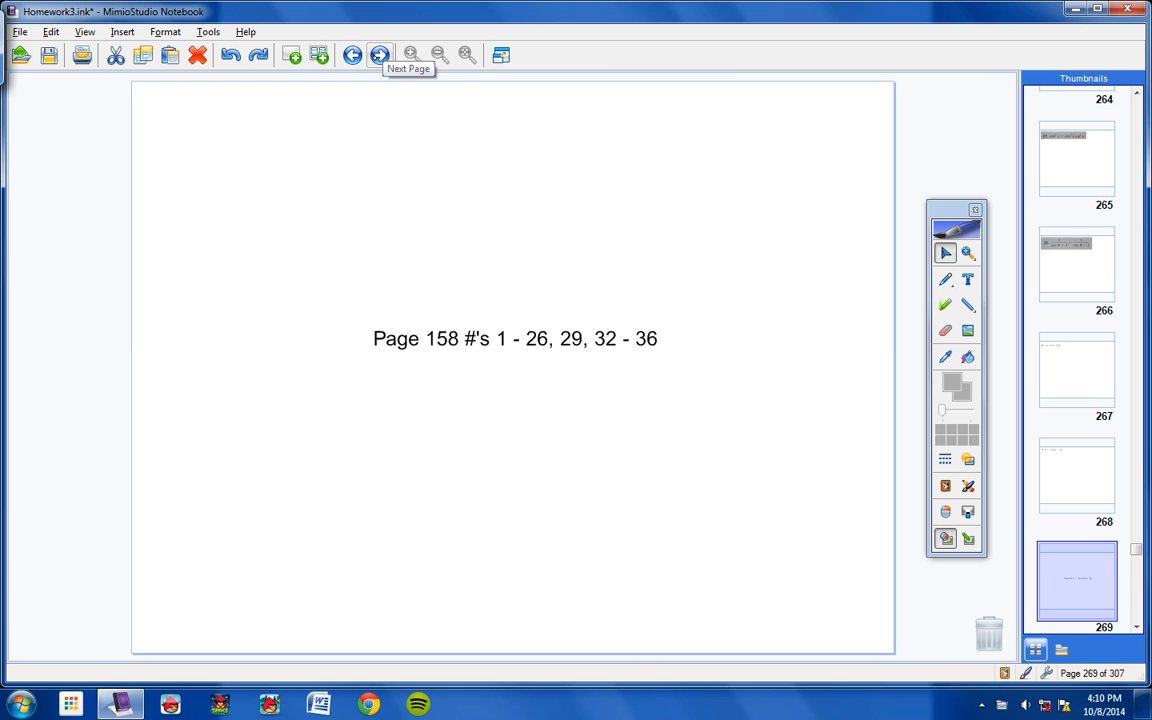 Homework3.ink* - MimioStudio Notebook
File Edit View Insert Format Tools Help
Next Page
Thumbnails
264
265
266
267
268
269
Page 158 #'s 1 - 26, 29, 32 - 36
Page 269 of 307
4:10 PM
10/8/2014